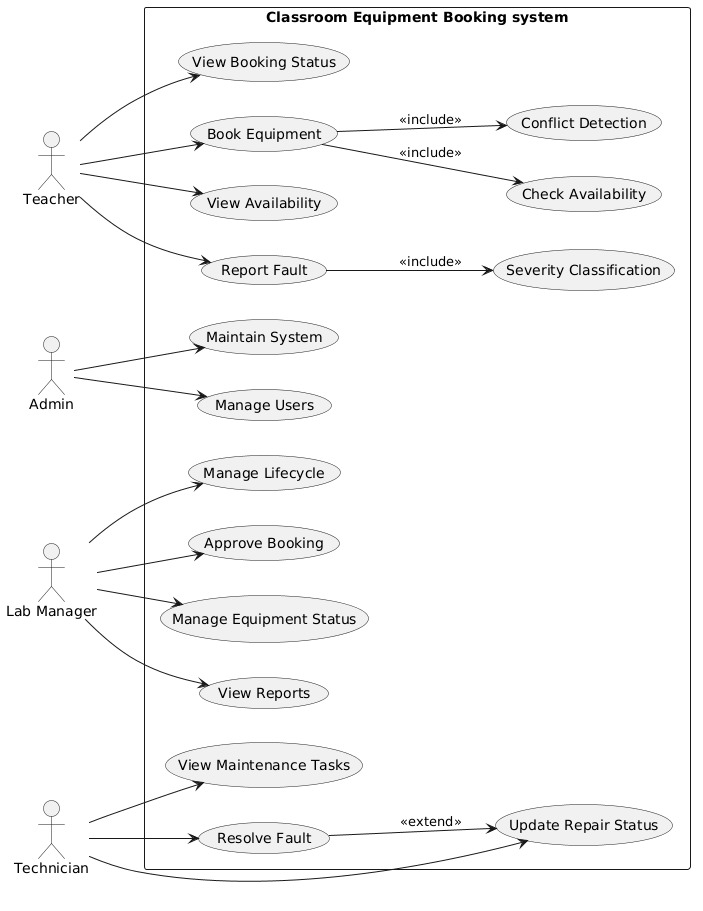 Classroom Equipment Booking system
View Booking Status
Book Equipment
«include»
Conflict Detection
«include»
Check Availability
Teacher
View Availability
Report Fault
«include»
Severity Classification
Maintain System
Admin
Manage Users
Manage Lifecycle
Approve Booking
Lab Manager
Manage Equipment Status
View Reports
View Maintenance Tasks
Technician
Resolve Fault
«extend»
Update Repair Status